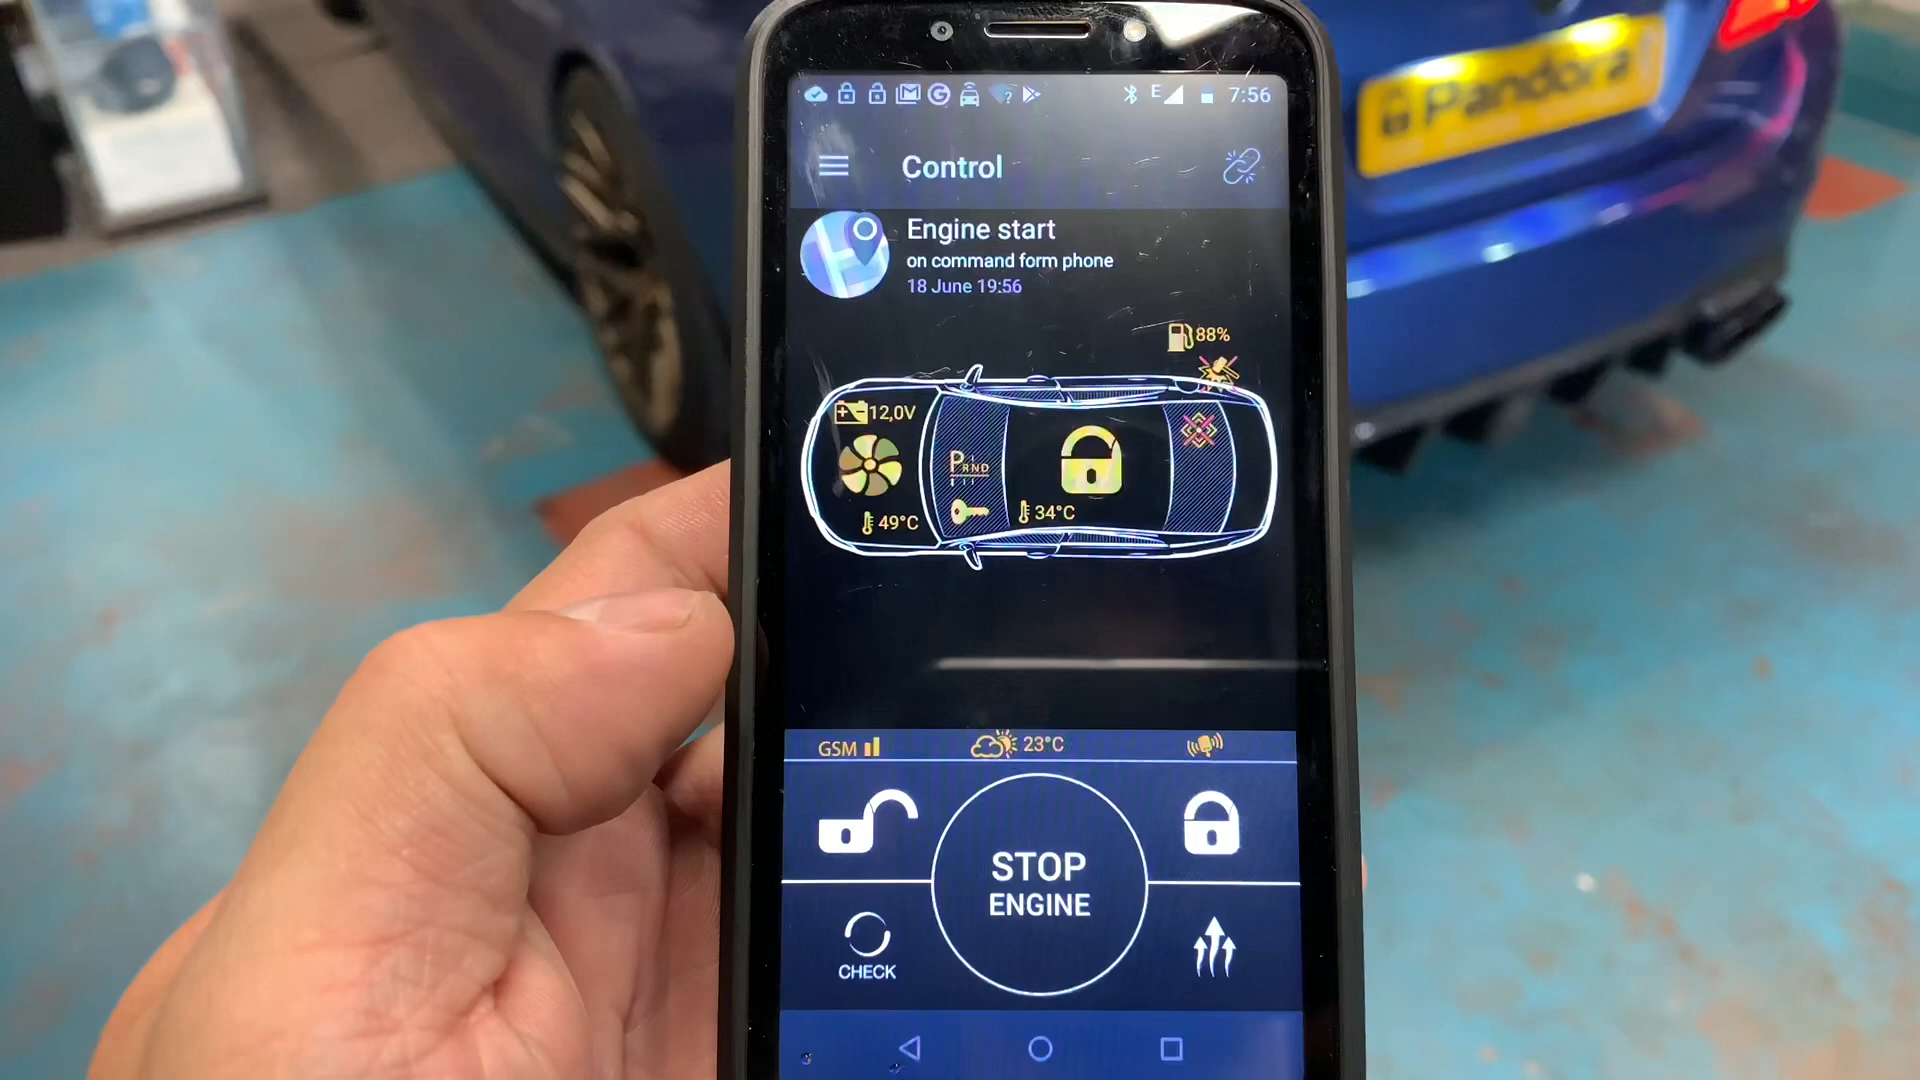 E
7:56
Pandora
Control
Engine start
on command form phone
18 June 19:56
88%
12,0V
PRND
49°C
34°C
GSM
23°C
STOP
ENGINE
CHECK